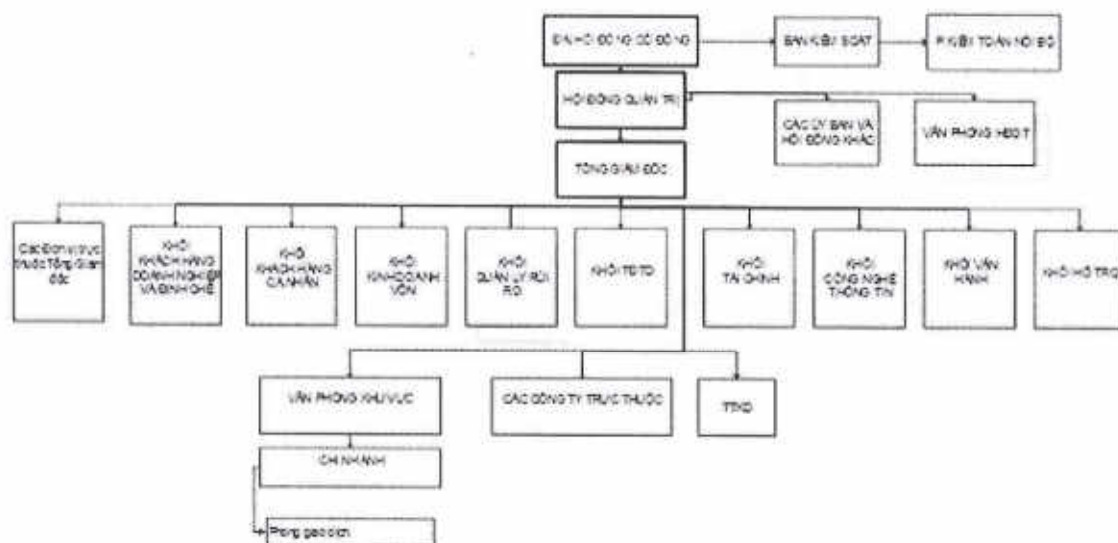 ĐẠI HỘI ĐỒNG CỔ ĐÔNG
BAN KIỂM SOÁT
P. KIỂM TOÁN NỘI BỘ
HỘI ĐỒNG QUẢN TRỊ
CÁC ỦY BAN VÀ
HỘI ĐỒNG KHÁC
VĂN PHÒNG HĐQT
TỔNG GIÁM ĐỐC
Các Đơn vị trực
thuộc Tổng Giám
đốc
KHỐI
KHÁCH HÀNG
DOANH NGHIỆP
VÀ ĐỊNH CHẾ
KHỐI
KHÁCH HÀNG
CÁ NHÂN
KHỐI
KINH DOANH
VỐN
KHỐI
QUẢN LÝ RỦI
RO
KHỐI TĐTD
KHỐI
TÀI CHÍNH
KHỐI
CÔNG NGHỆ
THÔNG TIN
KHỐI VẬN
HÀNH
KHỐI HỖ TRỢ
VĂN PHÒNG KHU VỰC
CÁC CÔNG TY TRỰC THUỘC
TTKD
CHI NHÁNH
Phòng giao dịch